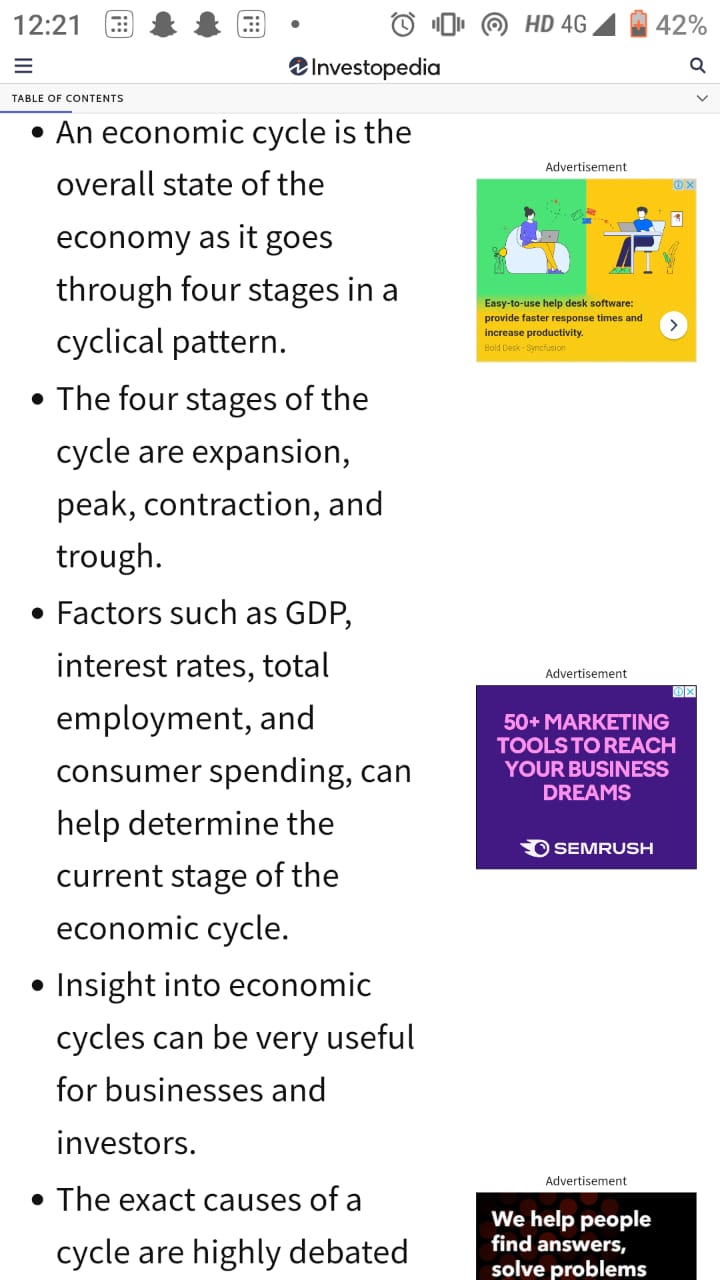 12:21
HD 4G 42%
Investopedia
TABLE OF CONTENTS
• An economic cycle is the
overall state of the
economy as it goes
through four stages in a
cyclical pattern.
• The four stages of the
cycle are expansion,
peak, contraction, and
trough.
• Factors such as GDP,
interest rates, total
employment, and
consumer spending, can
help determine the
current stage of the
economic cycle.
• Insight into economic
cycles can be very useful
for businesses and
investors.
• The exact causes of a
cycle are highly debated
Advertisement
Easy-to-use help desk software:
provide faster response times and
increase productivity.
Bold Desk - Syncfusion
Advertisement
50+ MARKETING
TOOLS TO REACH
YOUR BUSINESS
DREAMS
SEMRUSH
Advertisement
We help people
find answers,
solve problems